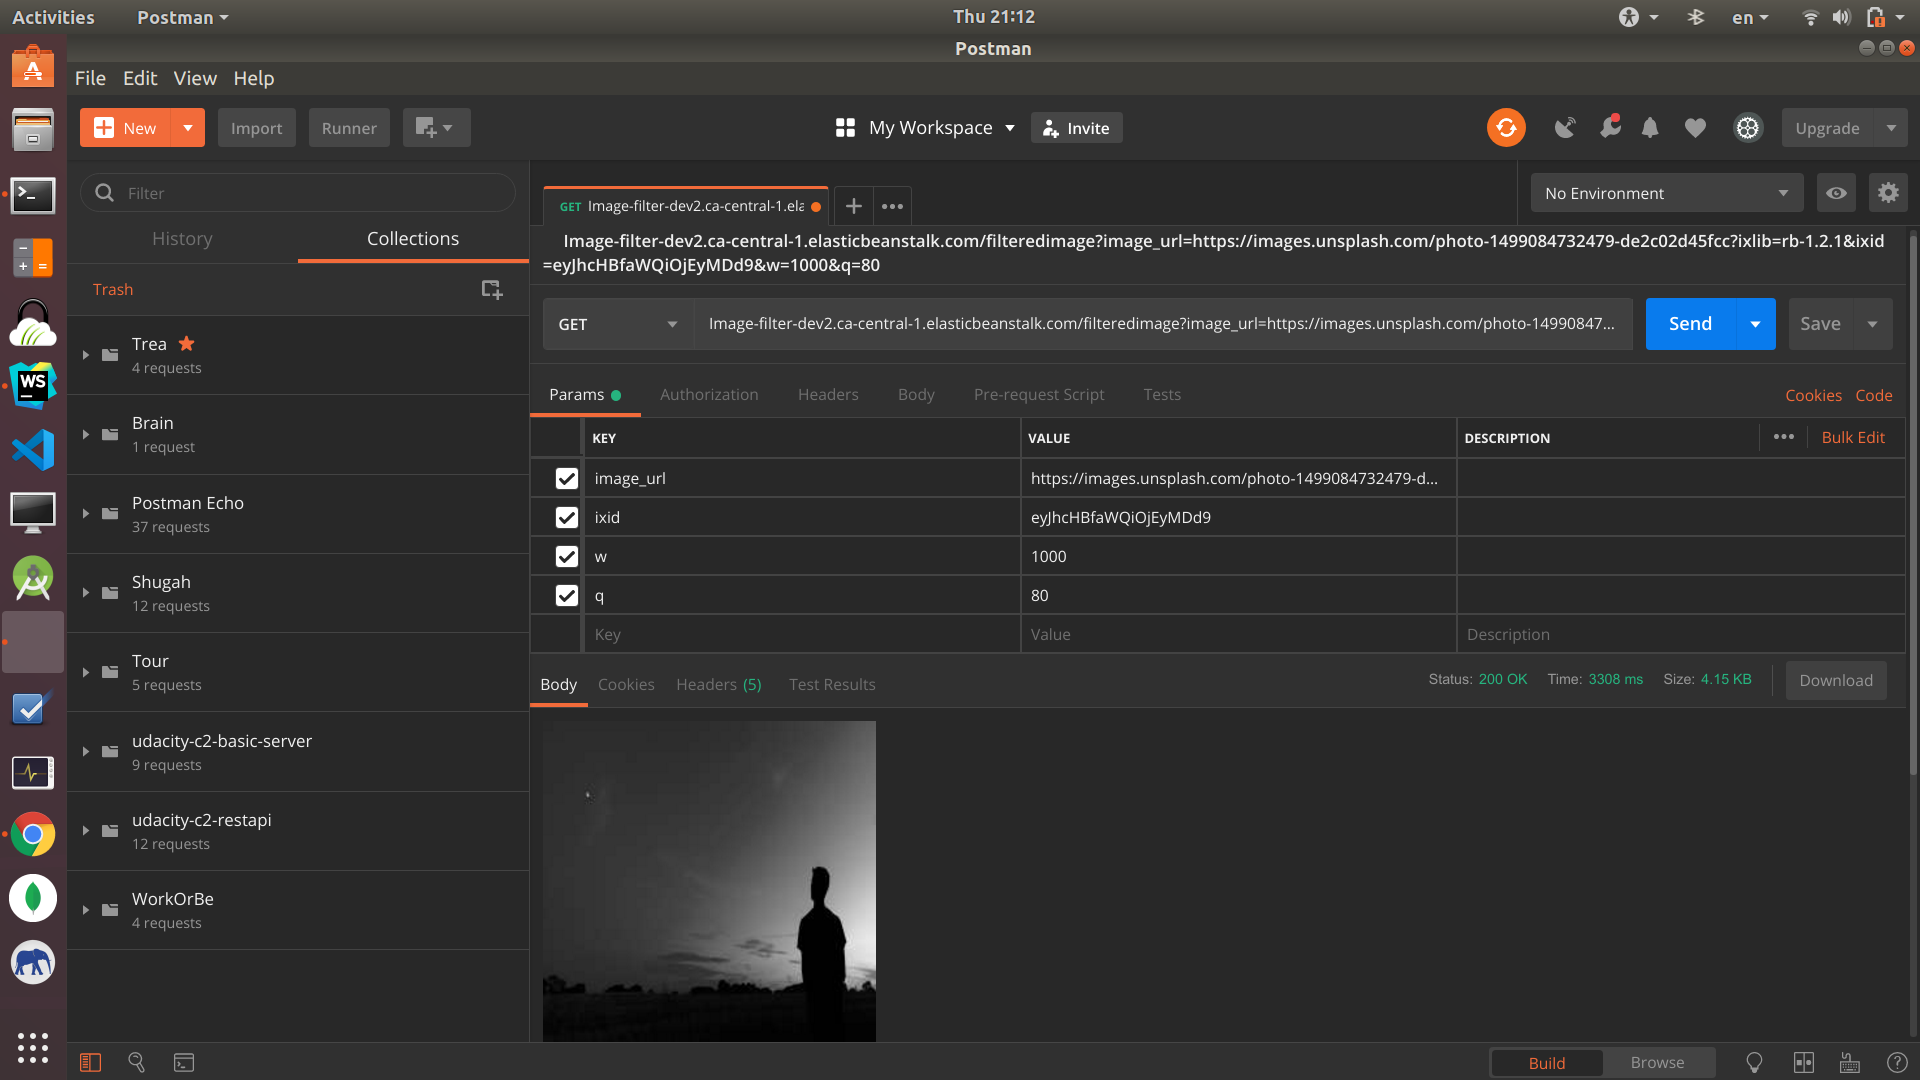 Activities
Postman
Thu 21:12
en
Postman
File Edit View Help
New
Import
Runner
My Workspace
Invite
Upgrade
Filter
History
Collections
Trash
Trea
4 requests
Brain
1 request
Postman Echo
37 requests
Shugah
12 requests
Tour
5 requests
udacity-c2-basic-server
9 requests
udacity-c2-restapi
12 requests
WorkOrBe
4 requests
GET Image-filter-dev2.ca-central-1.ela
No Environment
Image-filter-dev2.ca-central-1.elasticbeanstalk.com/filteredimage?image_url=https://images.unsplash.com/photo-1499084732479-de2c02d45fcc?ixlib=rb-1.2.1&ixid
=eyJhcHBfaWQiOjEyMDd9&w=1000&q=80
GET
Image-filter-dev2.ca-central-1.elasticbeanstalk.com/filteredimage?image_url=https://images.unsplash.com/photo-14990847...
Send
Save
Params
Authorization
Headers
Body
Pre-request Script
Tests
Cookies
Code
KEY
VALUE
DESCRIPTION
Bulk Edit
image_url
https://images.unsplash.com/photo-1499084732479-d...
ixid
eyJhcHBfaWQiOjEyMDd9
w
1000
q
80
Key
Value
Description
Body
Cookies
Headers (5)
Test Results
Status: 200 OK
Time: 3308 ms
Size: 4.15 KB
Download
WS
Build
Browse